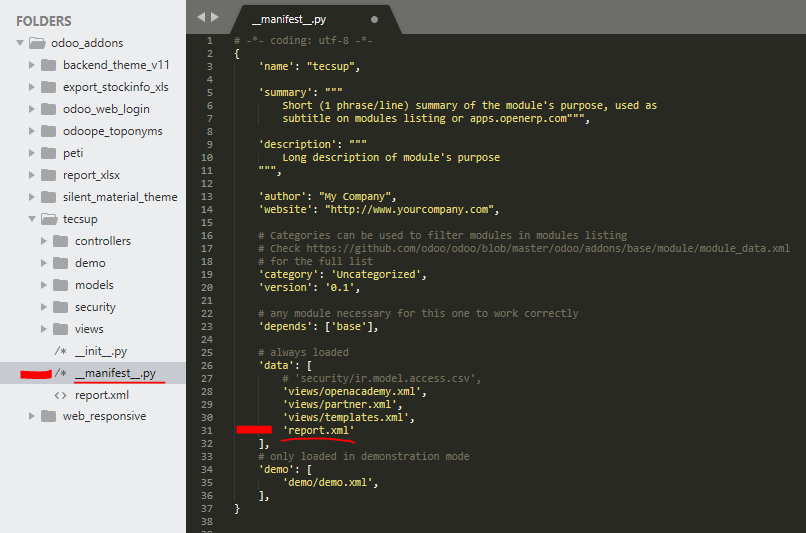 FOLDERS
odoo_addons
backend_theme_v11
export_stockinfo_xls
odoo_web_login
odoope_toponyms
peti
report_xlsx
silent_material_theme
tecsup
controllers
demo
models
security
views
/* __init__.py
/* __manifest__.py
<> report.xml
web_responsive
__manifest__.py
1 # -*- coding: utf-8 -*-
2 {
3 'name': "tecsup",
4
5 'summary': """
6 Short (1 phrase/line) summary of the module's purpose, used as
7 subtitle on modules listing or apps.openerp.com""",
8
9 'description': """
10 Long description of module's purpose
11 """,
12
13 'author': "My Company",
14 'website': "http://www.yourcompany.com",
15
16 # Categories can be used to filter modules in modules listing
17 # Check https://github.com/odoo/odoo/blob/master/odoo/addons/base/module/module_data.xml
18 # for the full list
19 'category': 'Uncategorized',
20 'version': '0.1',
21
22 # any module necessary for this one to work correctly
23 'depends': ['base'],
24
25 # always loaded
26 'data': [
27 # 'security/ir.model.access.csv',
28 'views/openacademy.xml',
29 'views/partner.xml',
30 'views/templates.xml',
31 'report.xml'
32 ],
33 # only loaded in demonstration mode
34 'demo': [
35 'demo/demo.xml',
36 ],
37 }
38